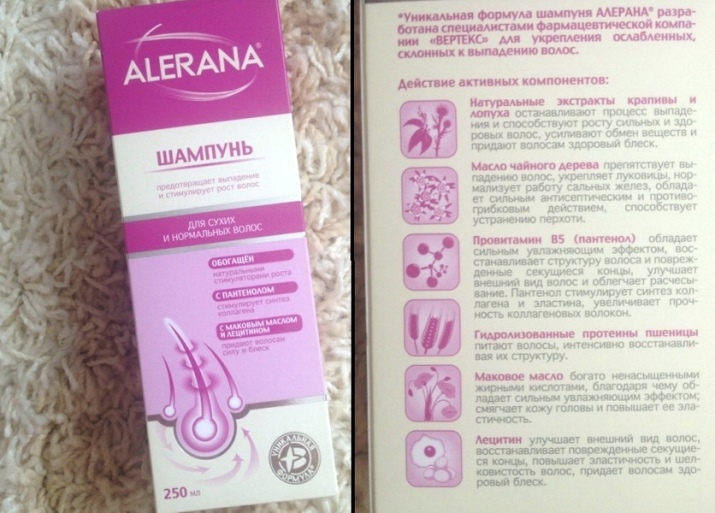 ALERANA®
ШАМПУНЬ
предотвращает выпадение
и стимулирует рост волос
ДЛЯ СУХИХ
И НОРМАЛЬНЫХ ВОЛОС
ОБОГАЩЁН
натуральными
стимуляторами роста
С ПАНТЕНОЛОМ
стимулирует синтез
коллагена
С МАКОВЫМ МАСЛОМ
И ЛЕЦИТИНОМ
придают волосам
силу и блеск
УНИКАЛЬНАЯ
ФОРМУЛА*
250 мл
*Уникальная формула шампуня АЛЕРАНА® разра-
ботана специалистами фармацевтической компа-
нии «ВЕРТЕКС» для укрепления ослабленных,
склонных к выпадению волос.
Действие активных компонентов:
Натуральные экстракты крапивы и
лопуха останавливают процесс выпаде-
ния и способствуют росту сильных и здо-
ровых волос, усиливают обмен веществ и
придают волосам здоровый блеск.
Масло чайного дерева препятствует вы-
падению волос, укрепляет луковицы, нор-
мализует работу сальных желез, облада-
ет сильным антисептическим и противо-
грибковым действием, способствует
устранению перхоти.
Провитамин B5 (пантенол) обладает
сильным увлажняющим эффектом, вос-
станавливает структуру волоса и повреж-
денные секущиеся концы, улучшает
внешний вид волос и облегчает расчесы-
вание. Пантенол стимулирует синтез кол-
лагена и эластина, увеличивает проч-
ность коллагеновых волокон.
Гидролизованные протеины пшеницы
питают волосы, интенсивно восстанавли-
вая их структуру.
Маковое масло богато ненасыщенными
жирными кислотами, благодаря чему об-
ладает сильным увлажняющим эффектом;
смягчает кожу головы и повышает ее эла-
стичность.
Лецитин улучшает внешний вид волос,
восстанавливает поврежденные секущие-
ся концы, повышает эластичность и шел-
ковистость волос, придает волосам здо-
ровый блеск.